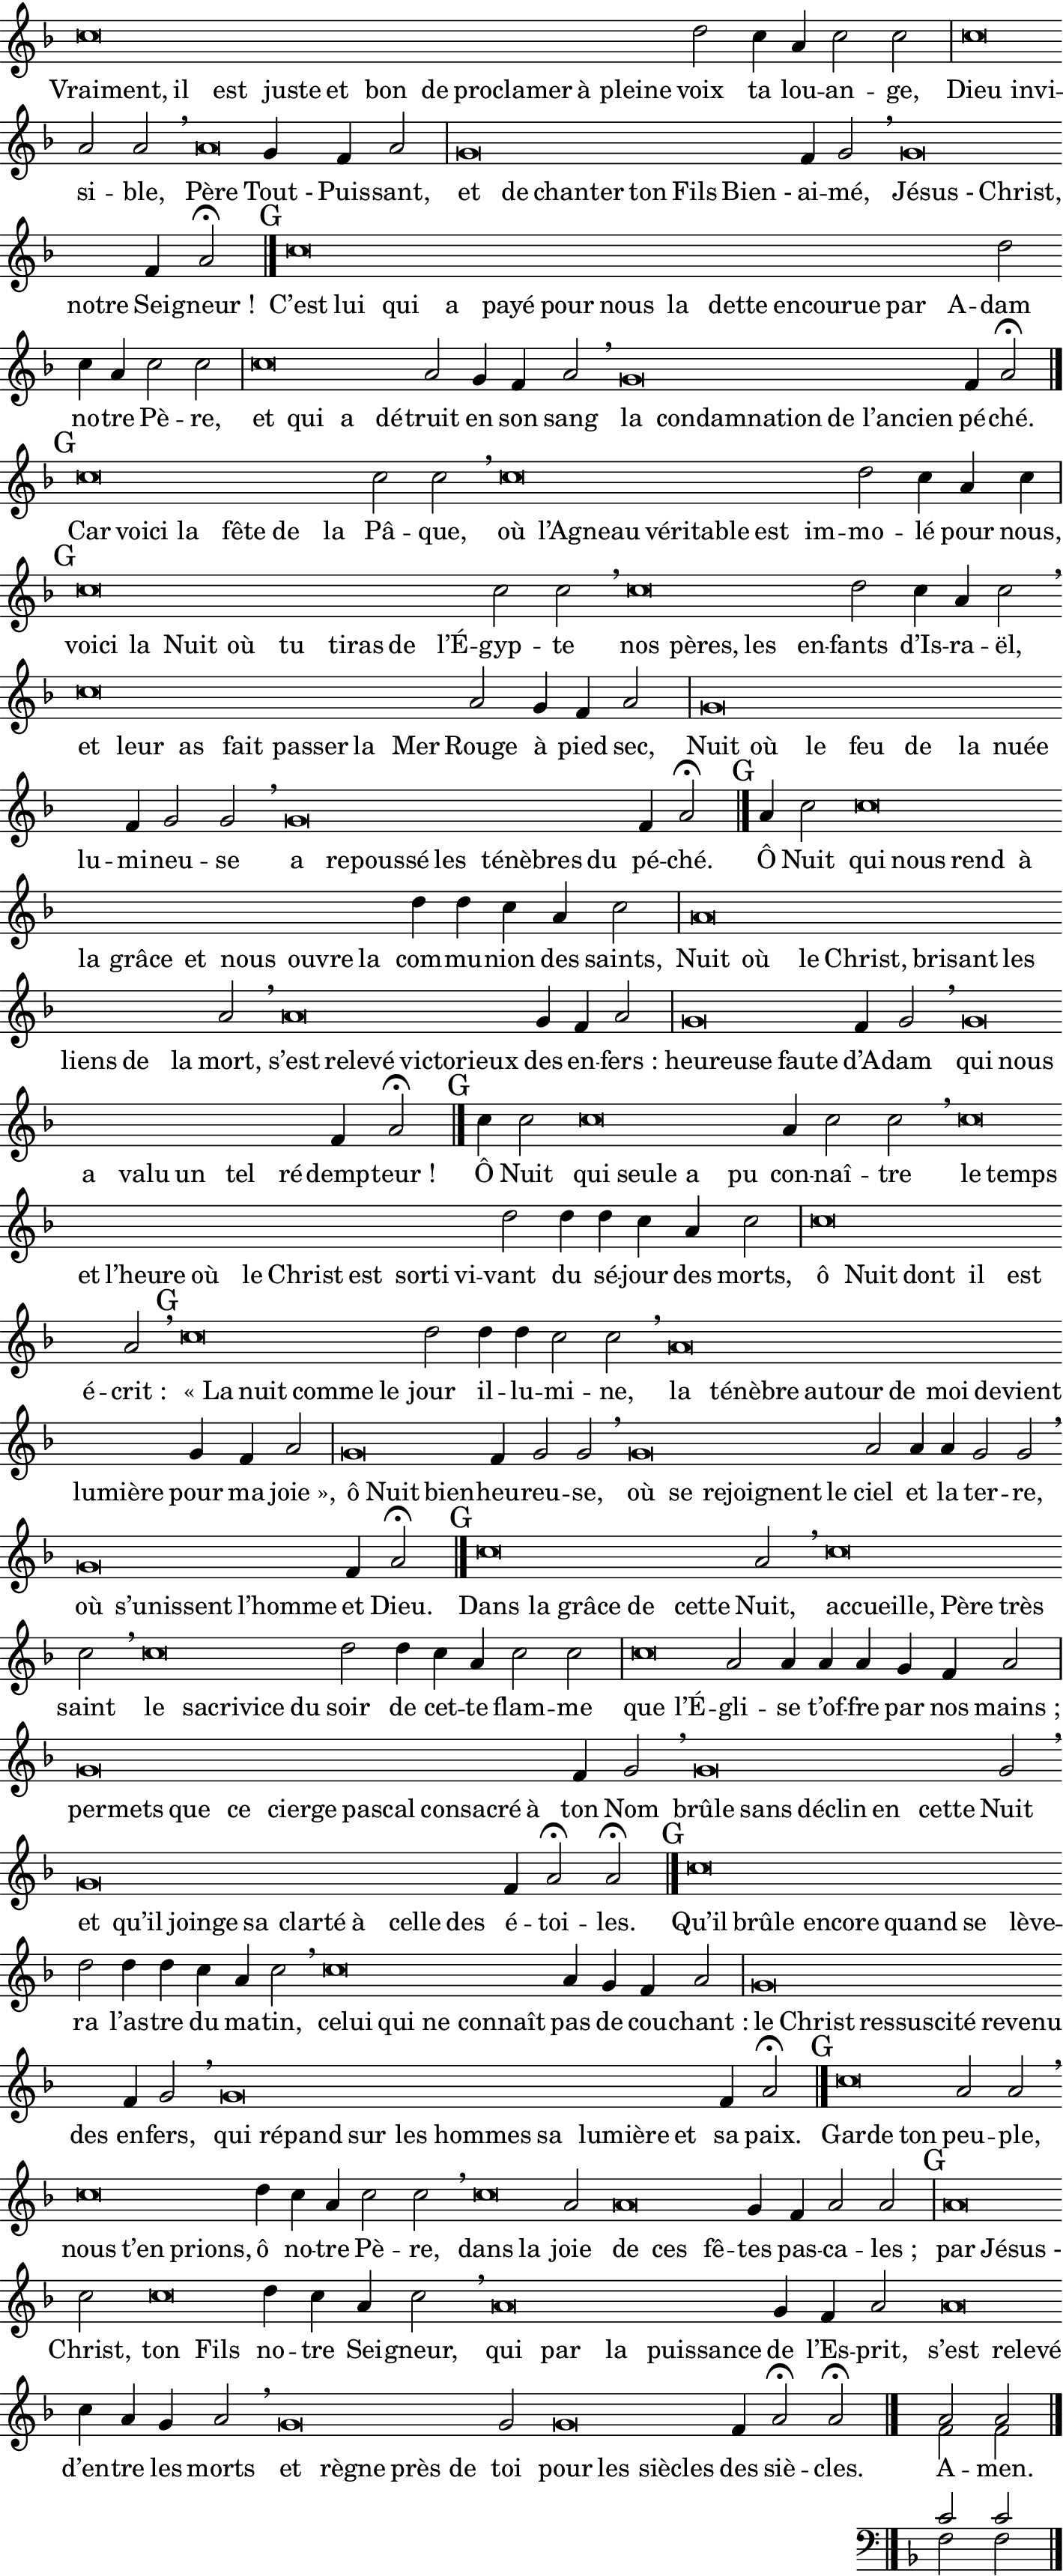 Vraiment, il est juste et bon de proclamer à pleine voix ta lou -- an -- ge, Dieu invi --
si -- ble, Père Tout - Puissant, et de chanter ton Fils Bien - ai -- mé, Jésus - Christ,
G
notre Seigneur ! C’est lui qui a payé pour nous la dette encourue par A -- dam
notre Pè -- re, et qui a détruit en son sang la condamnation de l’ancien péché.
G
Car voici la fête de la Pâ -- que, où l’Agneau véritable est im -- mo -- lé pour nous,
G
voici la Nuit où tu tiras de l’É -- gyp -- te nos pères, les en -- fants d’Is -- ra -- ël,
et leur as fait passer la Mer Rouge à pied sec, Nuit où le feu de la nuée
G
lu -- mi -- neu -- se a repoussé les ténèbres du pé -- ché. Ô Nuit qui nous rend à
la grâce et nous ouvre la communion des saints, Nuit où le Christ, brisant les
liens de la mort, s’est relevé victorieux des en -- fers : heureuse faute d’Adam qui nous
G
a valu un tel rédempteur ! Ô Nuit qui seule a pu con -- naî -- tre le temps
et l’heure où le Christ est sorti vi -- vant du sé -- jour des morts, ô Nuit dont il est
G
é -- crit : « La nuit comme le jour il -- lu -- mi -- ne, la ténèbre autour de moi devient
lumière pour ma joie », ô Nuit bienheureu -- se, où se rejoignent le ciel et la ter -- re,
G
où s’unissent l’homme et Dieu. Dans la grâce de cette Nuit, accueille, Père très
saint le sacrivice du soir de cet -- te flam -- me que l’É -- gli -- se t’of -- fre par nos mains ;
permets que ce cierge pascal consacré à ton Nom brûle sans déclin en cette Nuit
G
et qu’il joinge sa clarté à celle des é -- toi -- les. Qu’il brûle encore quand se lève --
ra l’astre du matin, celui qui ne connaît pas de couchant : le Christ ressuscité revenu
G
des enfers, qui répand sur les hommes sa lumière et sa paix. Garde ton peu -- ple,
G
nous t’en prions, ô no -- tre Pè -- re, dans la joie de ces fê -- tes pas -- ca -- les ; par Jésus -
Christ, ton Fils no -- tre Seigneur, qui par la puissance de l’Es -- prit, s’est relevé
d’entre les morts et règne près de toi pour les siècles des siè -- cles. A -- men.